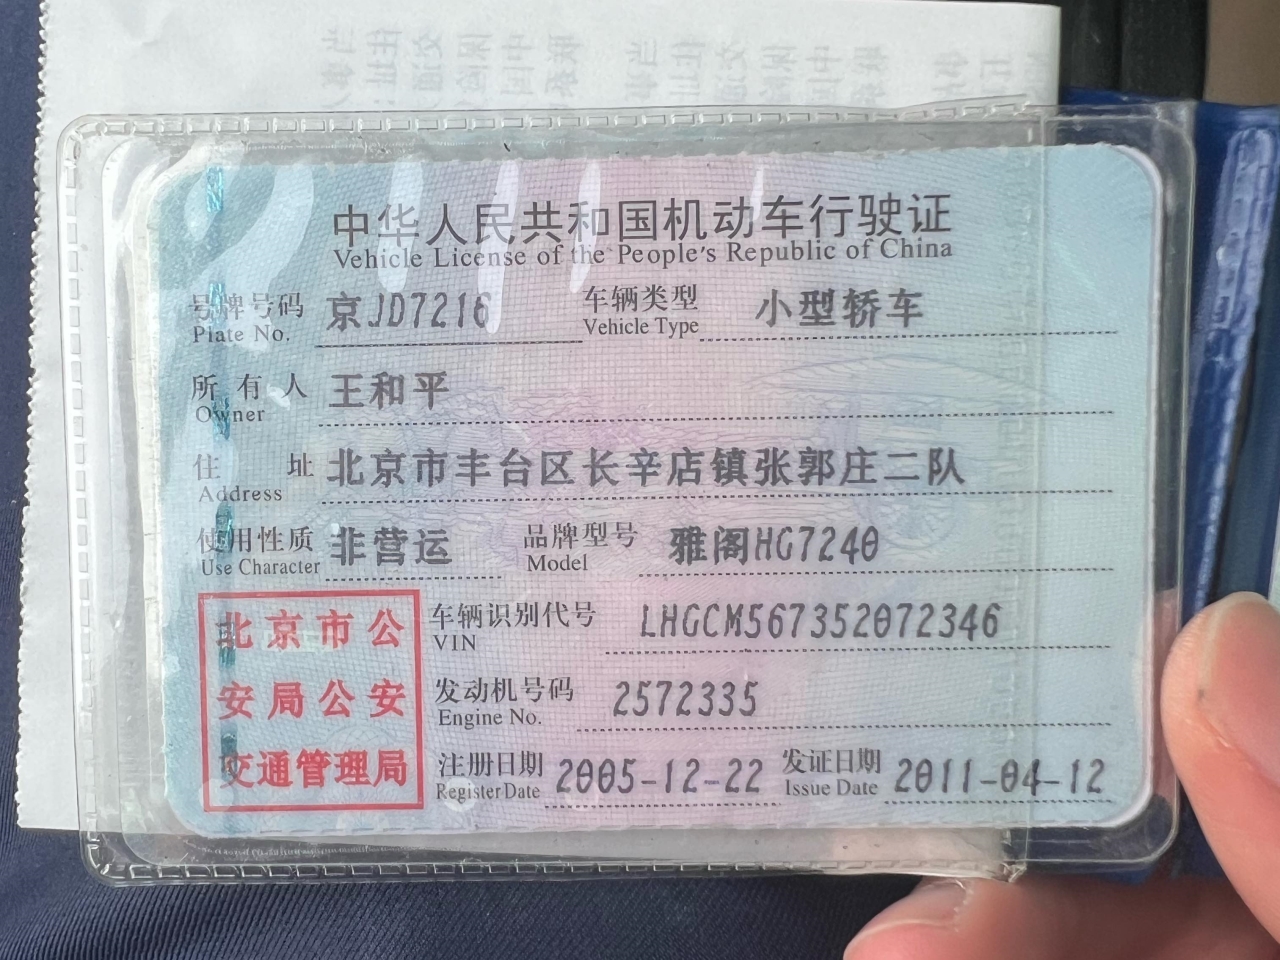 中华人民共和国机动车行驶证
Vehicle License of the People's Republic of China
号牌号码 京JD7216 车辆类型 小型轿车
Plate No. Vehicle Type
所有人 王和平
Owner
住址 北京市丰台区长辛店镇张郭庄二队
Address
使用性质 非营运 品牌型号 雅阁HG7240
Use Character Model
北京市公
安局公安
交通管理局
车辆识别代号 LHGCM567352072346
VIN
发动机号码 2572335
Engine No.
注册日期 2005-12-22 发证日期 2011-04-12
Register Date Issue Date